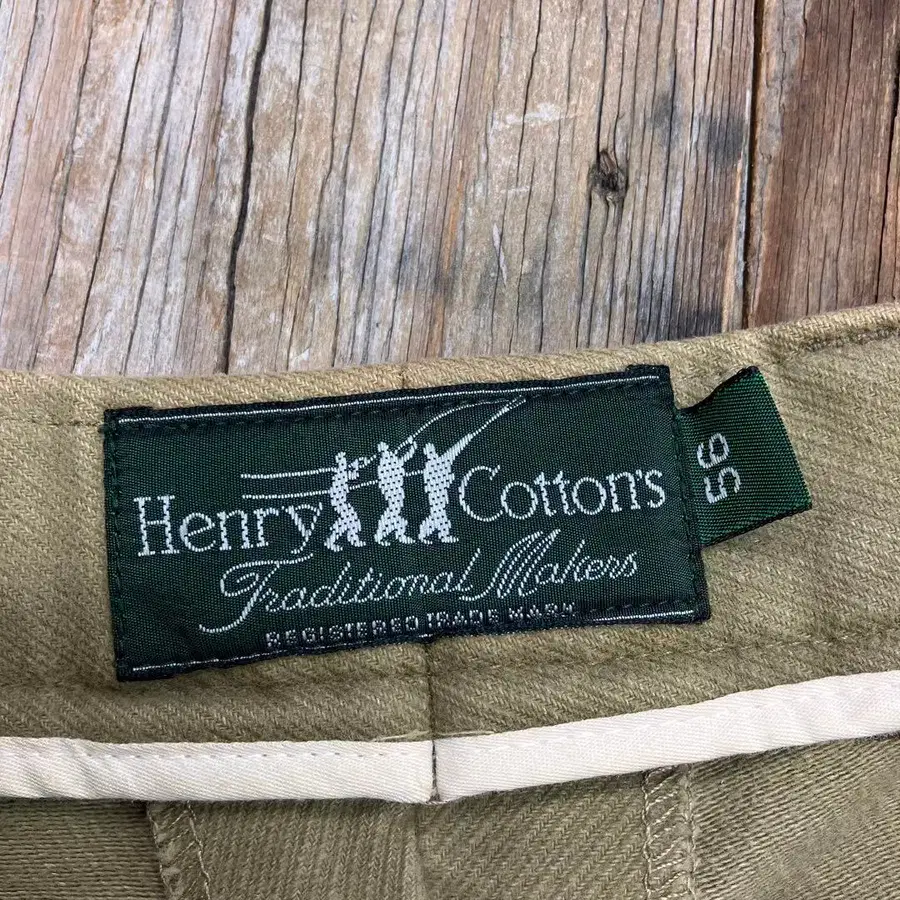 Henry Cotton's
Traditional Makers
REGISTERED TRADE MARK
56